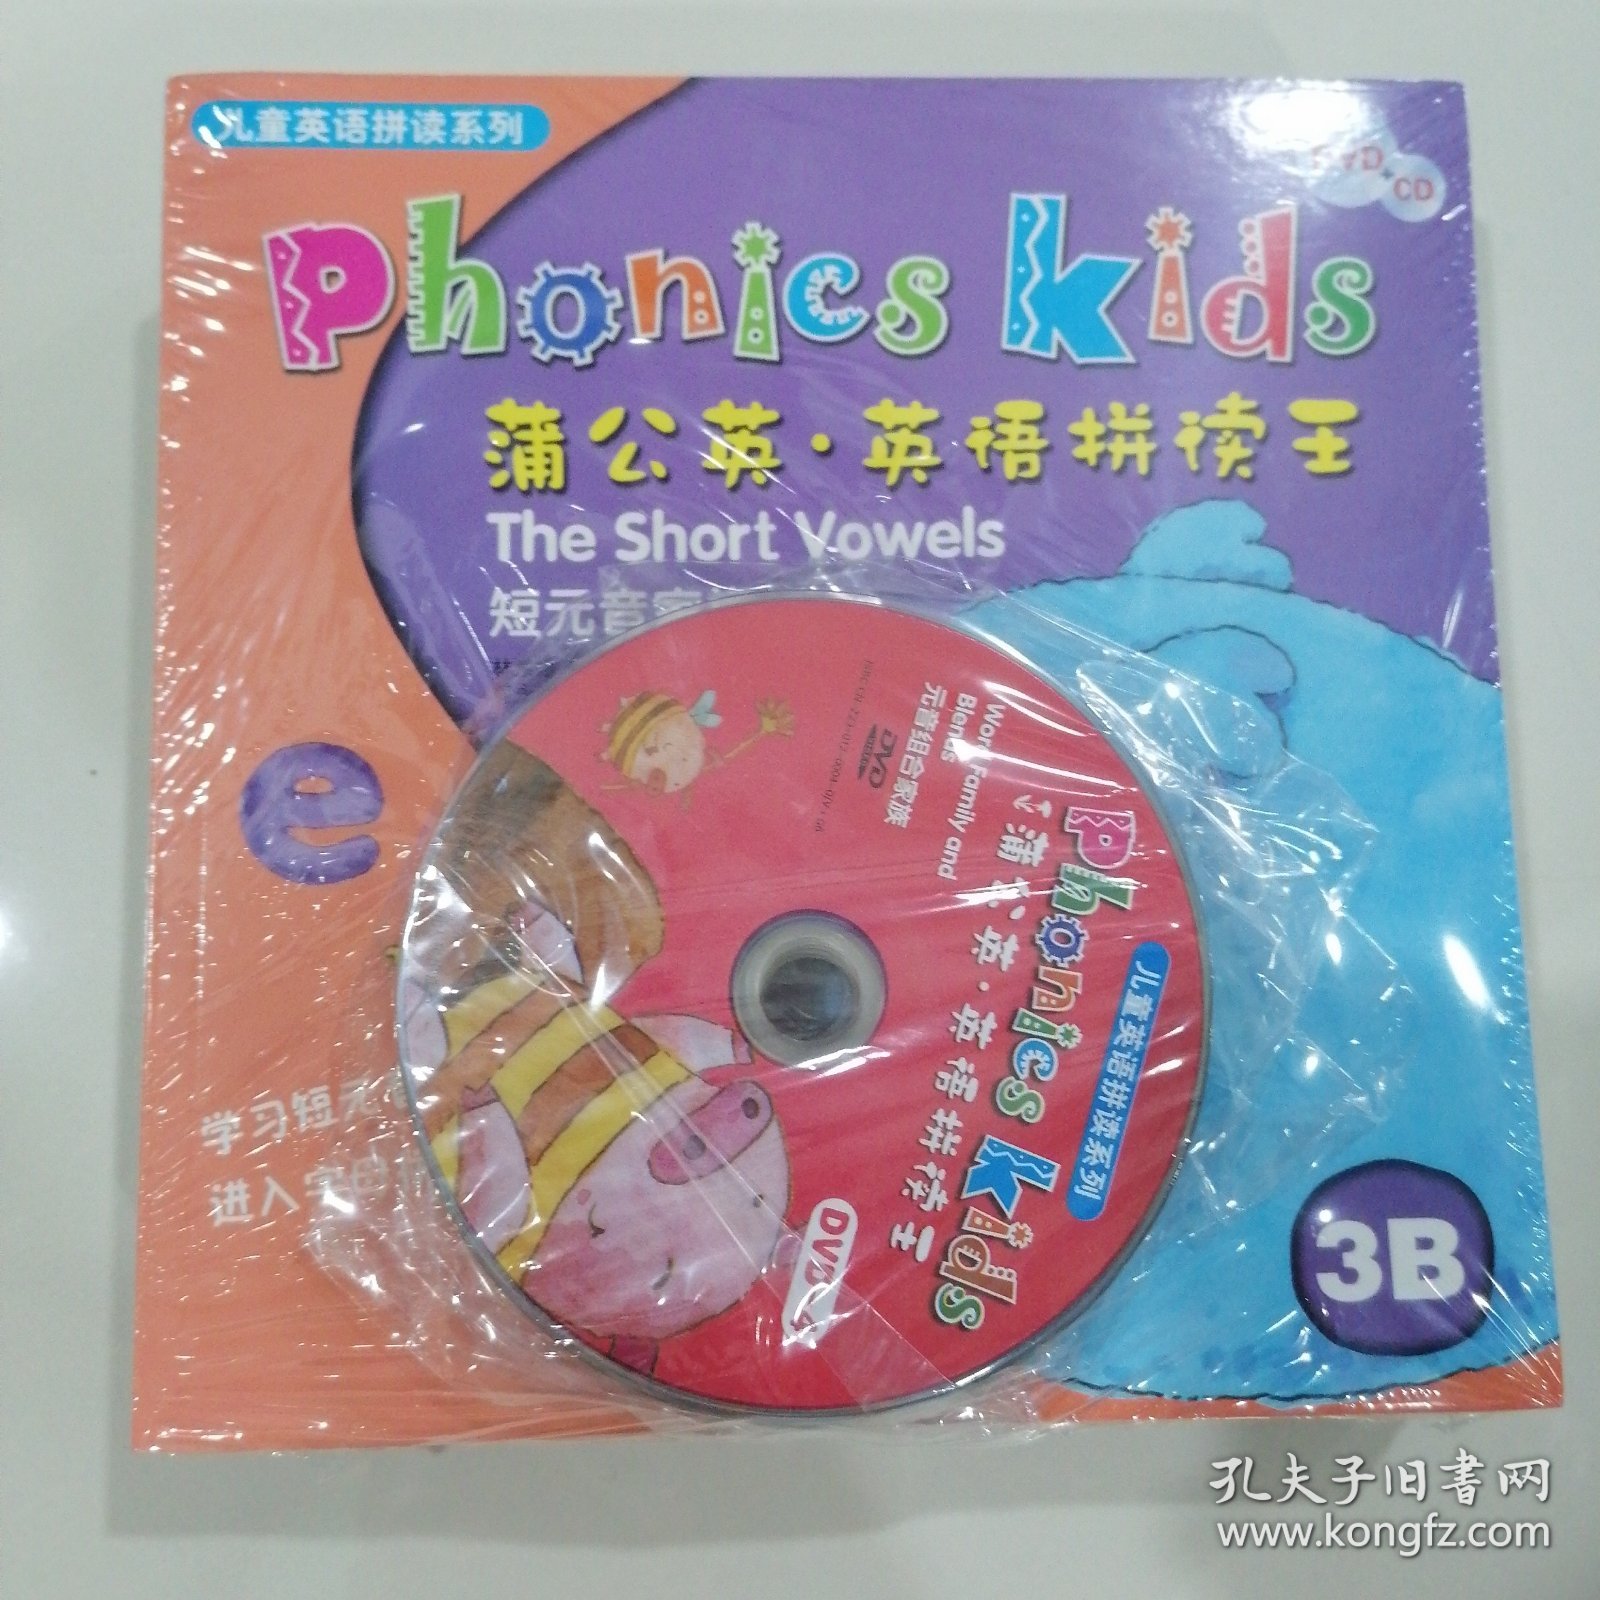 儿童英语拼读系列
DVD+CD
Phonics Kids
蒲公英·英语拼读王
The Short Vowels
短元音家
e
学习短元音
进入字母
3B
儿童英语拼读系列
Phonics Kids
蒲公英·英语拼读王
Word Family and
Blends
元音组合家族
DVD
DVD
孔夫子旧书网
www.kongfz.com